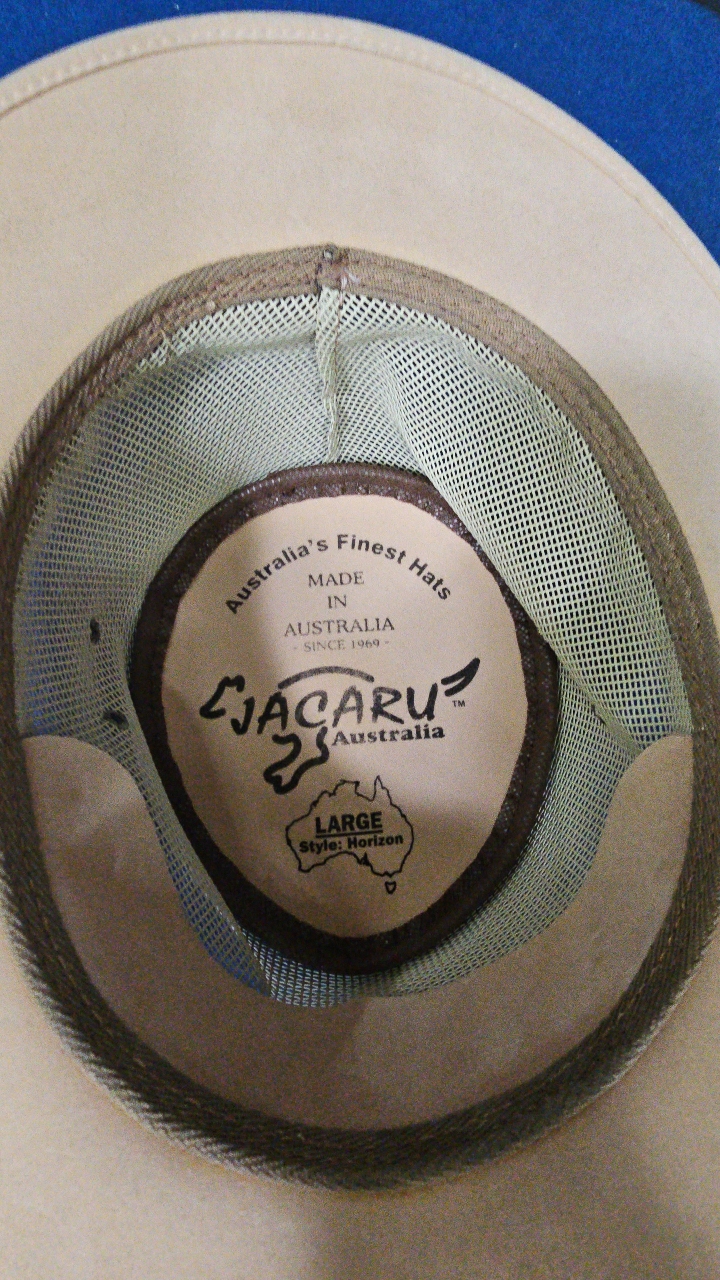 Australia's Finest Hats
MADE
IN
AUSTRALIA
- SINCE 1969 -
JACARU™
Australia
LARGE
Style: Horizon